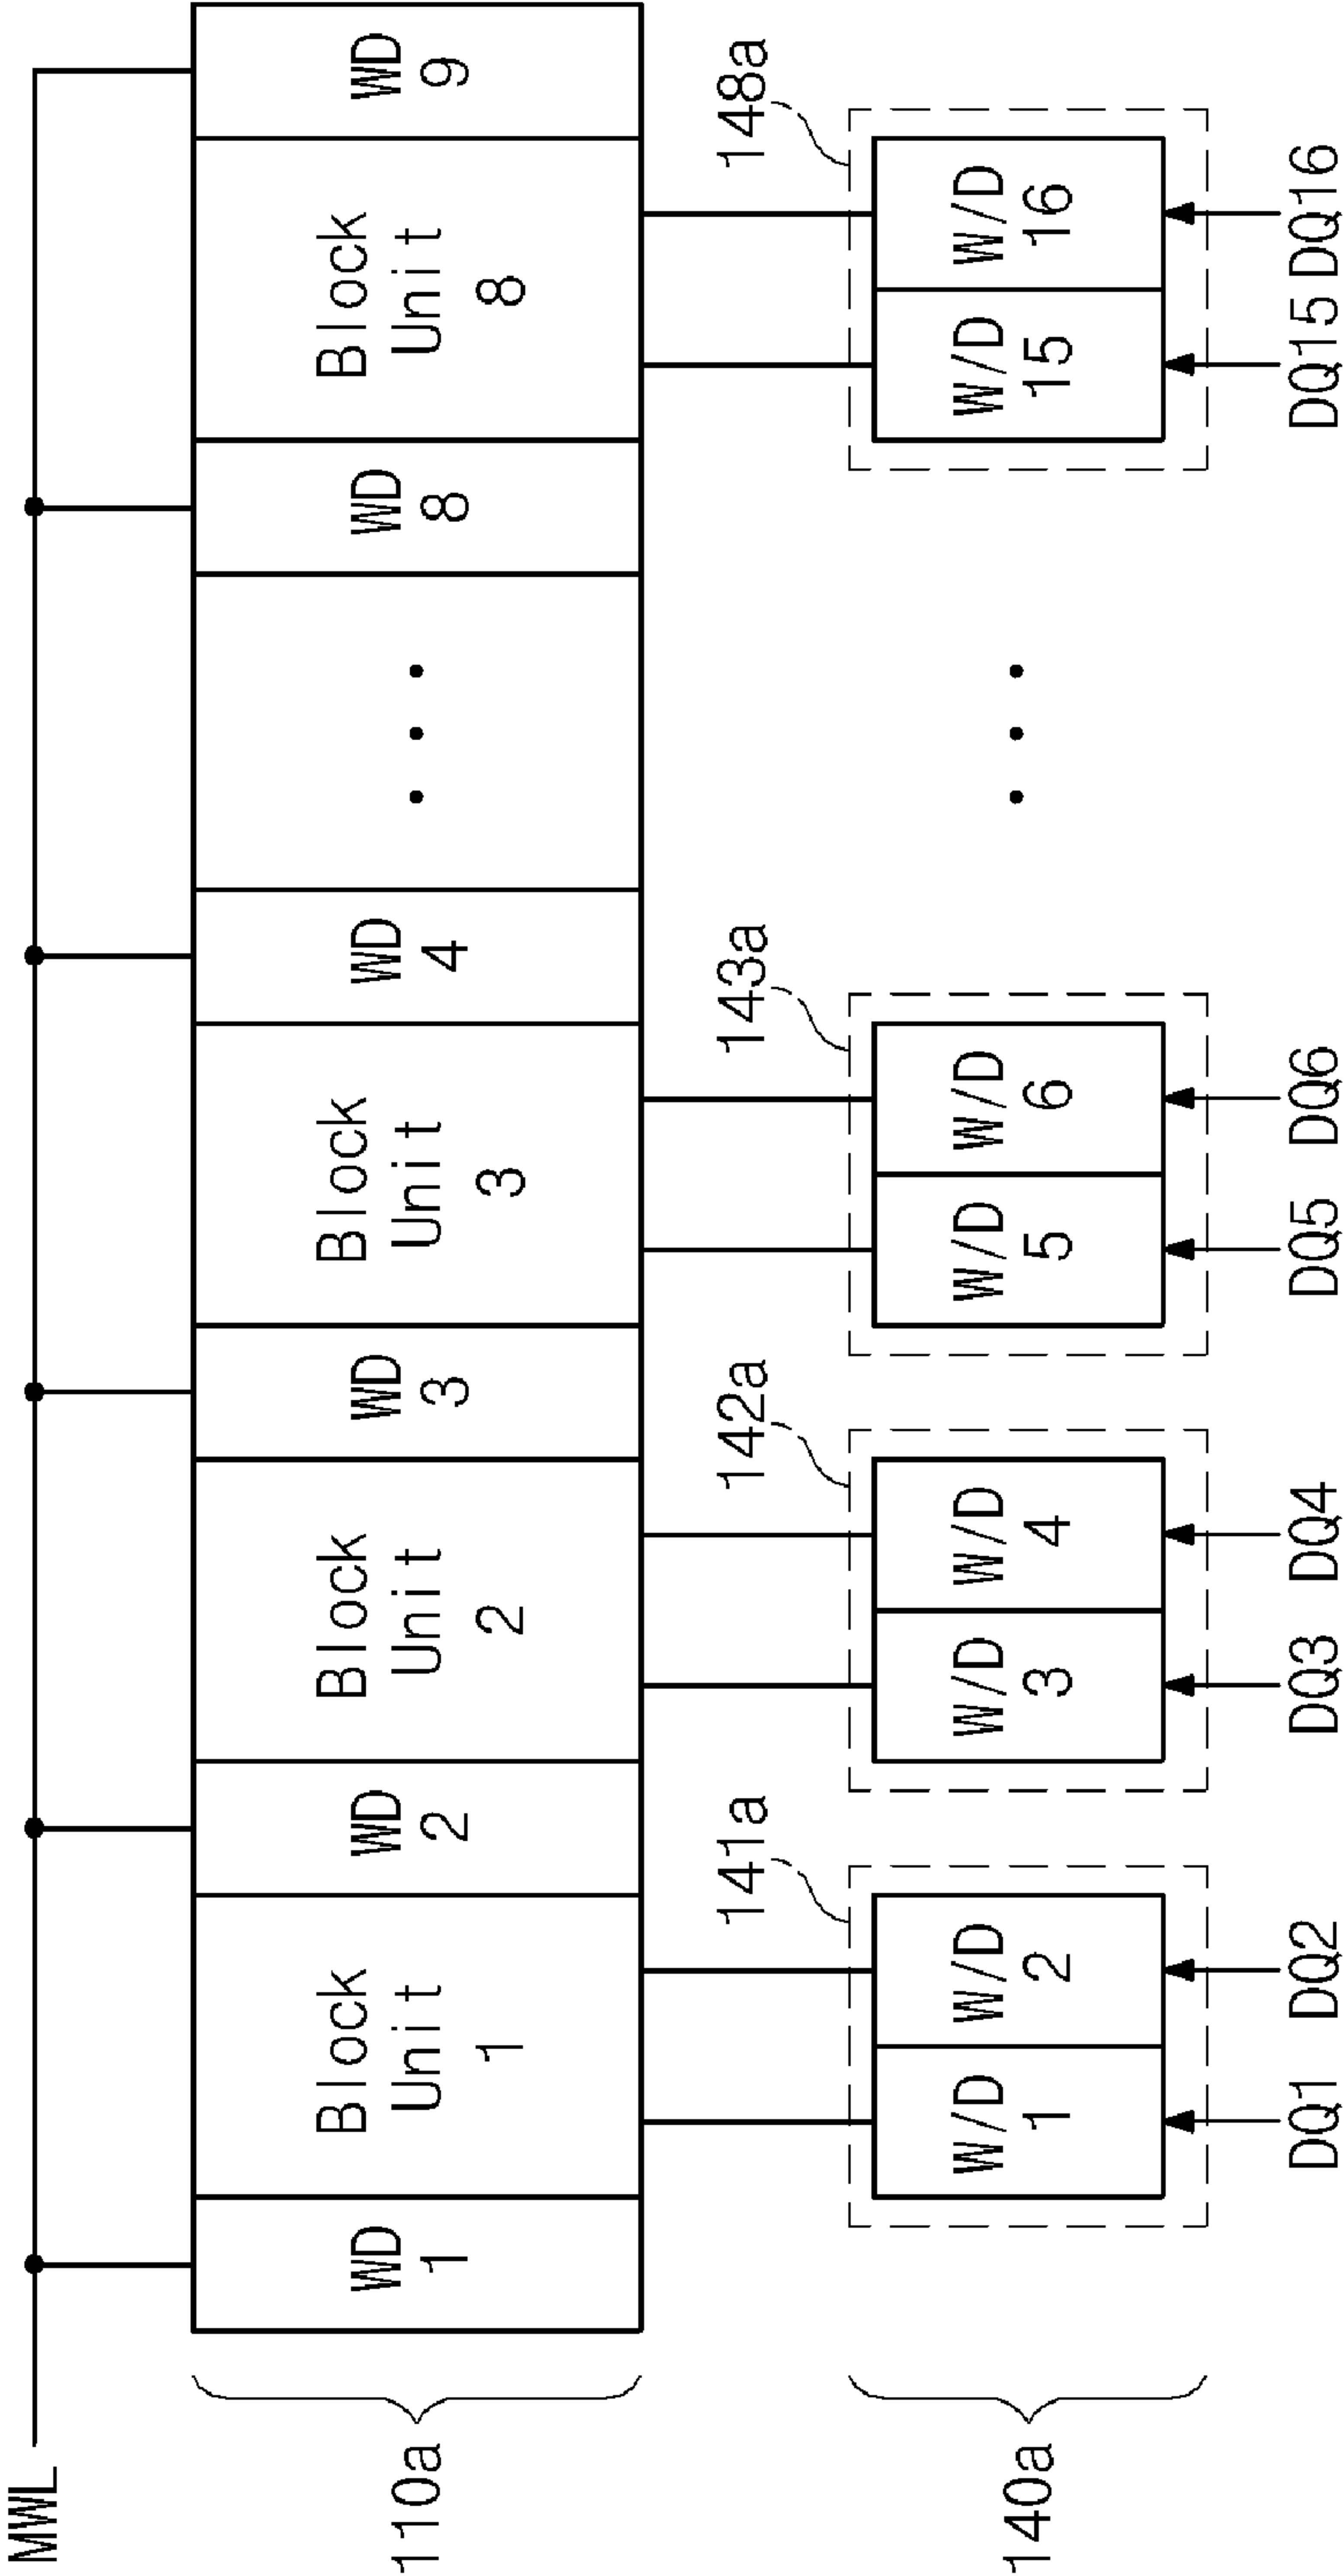 MWL
WD
1
Block
Unit
1
WD
2
Block
Unit
2
WD
3
Block
Unit
3
WD
4
WD
8
Block
Unit
8
WD
9
110a
141a
142a
143a
148a
W/D
1
W/D
2
W/D
3
W/D
4
W/D
5
W/D
6
W/D
15
W/D
16
140a
DQ1
DQ2
DQ3
DQ4
DQ5
DQ6
DQ15
DQ16